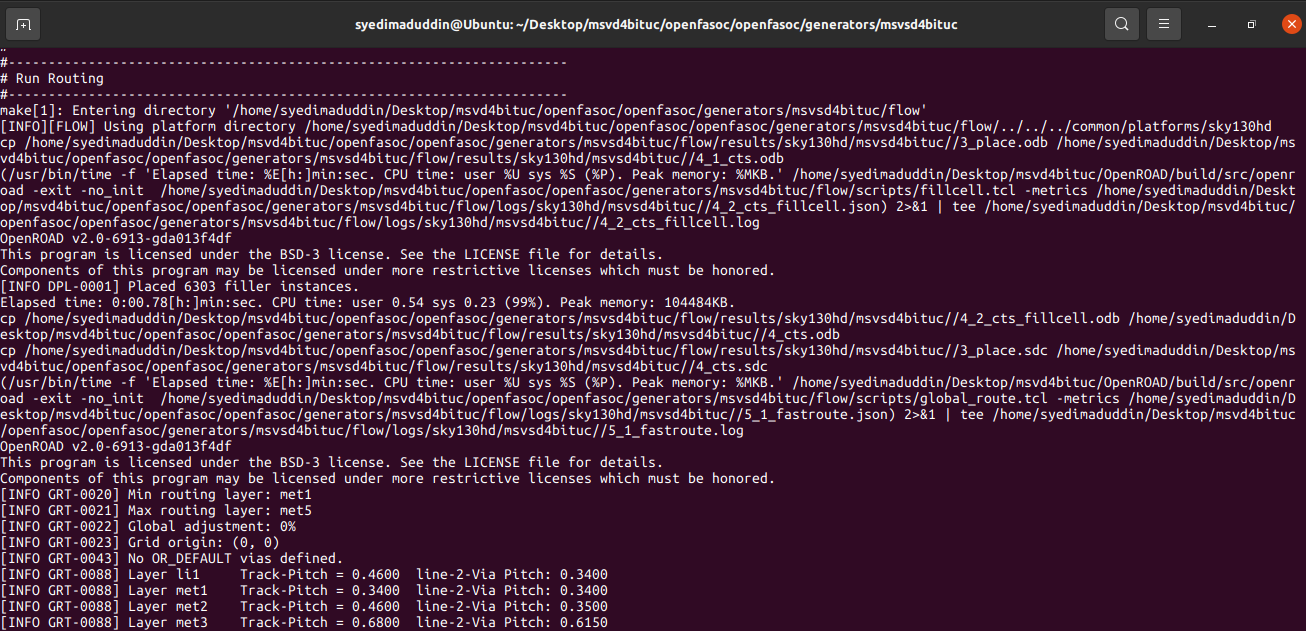 syedimaduddin@Ubuntu: ~/Desktop/msvd4bituc/openfasoc/openfasoc/generators/msvsd4bituc
#----------------------------------------------------------------------
# Run Routing
#----------------------------------------------------------------------
make[1]: Entering directory '/home/syedimaduddin/Desktop/msvd4bituc/openfasoc/openfasoc/generators/msvsd4bituc/flow'
[INFO][FLOW] Using platform directory /home/syedimaduddin/Desktop/msvd4bituc/openfasoc/openfasoc/generators/msvsd4bituc/flow/../../../common/platforms/sky130hd
cp /home/syedimaduddin/Desktop/msvd4bituc/openfasoc/openfasoc/generators/msvsd4bituc/flow/results/sky130hd/msvsd4bituc//3_place.odb /home/syedimaduddin/Desktop/ms
vd4bituc/openfasoc/openfasoc/generators/msvsd4bituc/flow/results/sky130hd/msvsd4bituc//4_1_cts.odb
(/usr/bin/time -f 'Elapsed time: %E[h:]min:sec. CPU time: user %U sys %S (%P). Peak memory: %MKB.' /home/syedimaduddin/Desktop/msvd4bituc/OpenROAD/build/src/openr
oad -exit -no_init  /home/syedimaduddin/Desktop/msvd4bituc/openfasoc/openfasoc/generators/msvsd4bituc/flow/scripts/fillcell.tcl -metrics /home/syedimaduddin/Deskt
op/msvd4bituc/openfasoc/openfasoc/generators/msvsd4bituc/flow/logs/sky130hd/msvsd4bituc//4_2_cts_fillcell.json) 2>&1 | tee /home/syedimaduddin/Desktop/msvd4bituc/
openfasoc/openfasoc/generators/msvsd4bituc/flow/logs/sky130hd/msvsd4bituc//4_2_cts_fillcell.log
OpenROAD v2.0-6913-gda013f4df
This program is licensed under the BSD-3 license. See the LICENSE file for details.
Components of this program may be licensed under more restrictive licenses which must be honored.
[INFO DPL-0001] Placed 6303 filler instances.
Elapsed time: 0:00.78[h:]min:sec. CPU time: user 0.54 sys 0.23 (99%). Peak memory: 104484KB.
cp /home/syedimaduddin/Desktop/msvd4bituc/openfasoc/openfasoc/generators/msvsd4bituc/flow/results/sky130hd/msvsd4bituc//4_2_cts_fillcell.odb /home/syedimaduddin/D
esktop/msvd4bituc/openfasoc/openfasoc/generators/msvsd4bituc/flow/results/sky130hd/msvsd4bituc//4_cts.odb
cp /home/syedimaduddin/Desktop/msvd4bituc/openfasoc/openfasoc/generators/msvsd4bituc/flow/results/sky130hd/msvsd4bituc//3_place.sdc /home/syedimaduddin/Desktop/ms
vd4bituc/openfasoc/openfasoc/generators/msvsd4bituc/flow/results/sky130hd/msvsd4bituc//4_cts.sdc
(/usr/bin/time -f 'Elapsed time: %E[h:]min:sec. CPU time: user %U sys %S (%P). Peak memory: %MKB.' /home/syedimaduddin/Desktop/msvd4bituc/OpenROAD/build/src/openr
oad -exit -no_init  /home/syedimaduddin/Desktop/msvd4bituc/openfasoc/openfasoc/generators/msvsd4bituc/flow/scripts/global_route.tcl -metrics /home/syedimaduddin/D
esktop/msvd4bituc/openfasoc/openfasoc/generators/msvsd4bituc/flow/logs/sky130hd/msvsd4bituc//5_1_fastroute.json) 2>&1 | tee /home/syedimaduddin/Desktop/msvd4bituc
/openfasoc/openfasoc/generators/msvsd4bituc/flow/logs/sky130hd/msvsd4bituc//5_1_fastroute.log
OpenROAD v2.0-6913-gda013f4df
This program is licensed under the BSD-3 license. See the LICENSE file for details.
Components of this program may be licensed under more restrictive licenses which must be honored.
[INFO GRT-0020] Min routing layer: met1
[INFO GRT-0021] Max routing layer: met5
[INFO GRT-0022] Global adjustment: 0%
[INFO GRT-0023] Grid origin: (0, 0)
[INFO GRT-0043] No OR_DEFAULT vias defined.
[INFO GRT-0088] Layer li1     Track-Pitch = 0.4600  line-2-Via Pitch: 0.3400
[INFO GRT-0088] Layer met1    Track-Pitch = 0.3400  line-2-Via Pitch: 0.3400
[INFO GRT-0088] Layer met2    Track-Pitch = 0.4600  line-2-Via Pitch: 0.3500
[INFO GRT-0088] Layer met3    Track-Pitch = 0.6800  line-2-Via Pitch: 0.6150